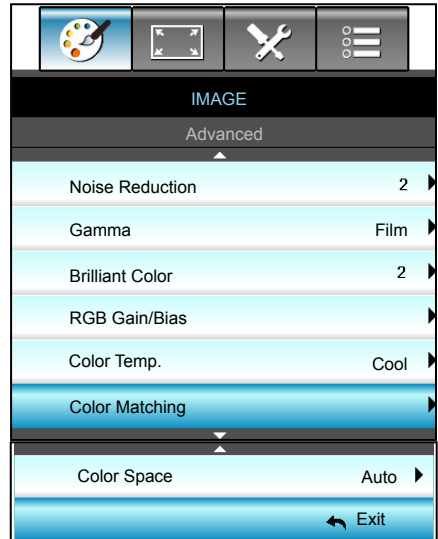 IMAGE
Advanced
Noise Reduction 2
Gamma Film
Brilliant Color 2
RGB Gain/Bias
Color Temp. Cool
Color Matching
Color Space Auto
Exit